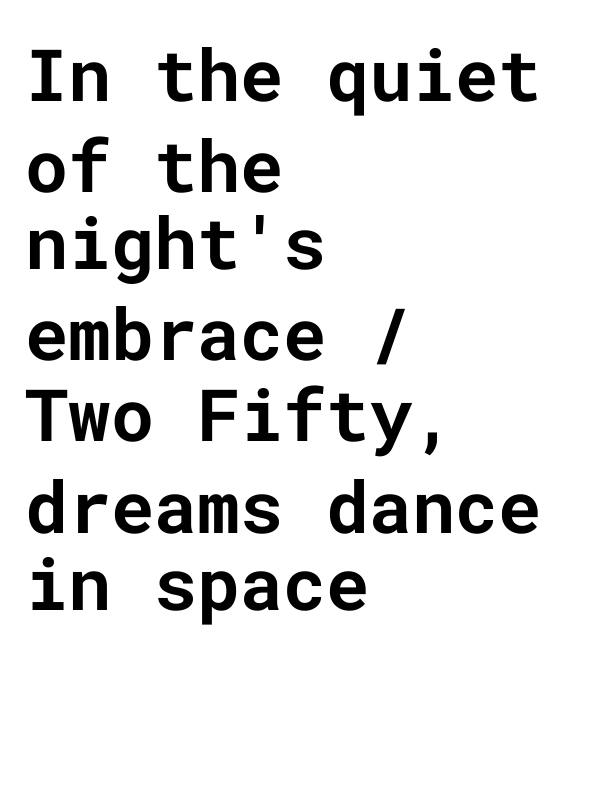 In the quiet
of the
night's
embrace /
Two Fifty,
dreams dance
in space